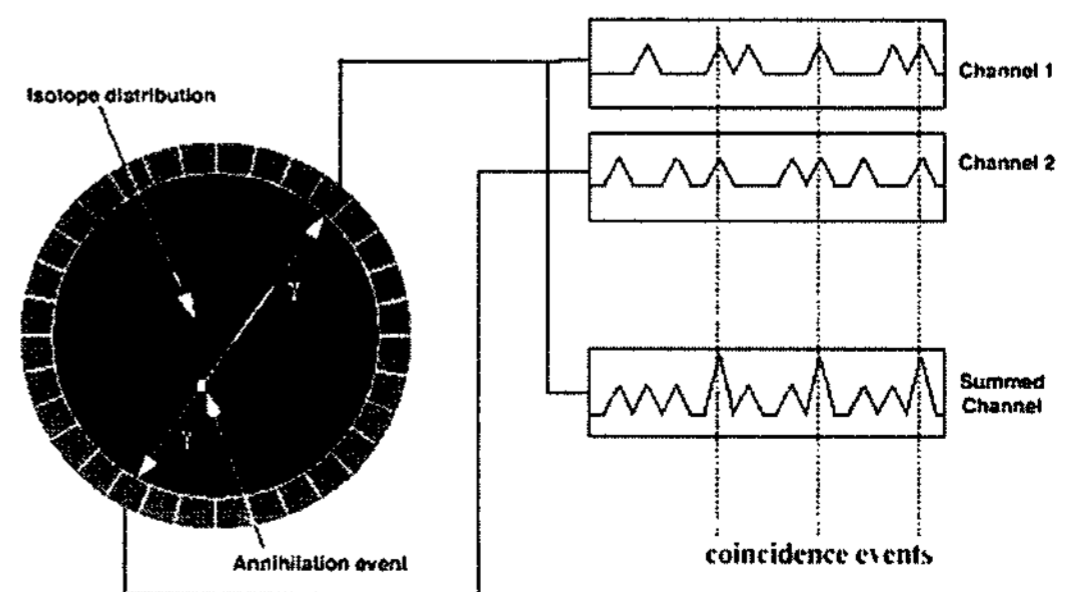 Isotope distribution
γ
γ
Annihilation event
Channel 1
Channel 2
Summed
Channel
coincidence events